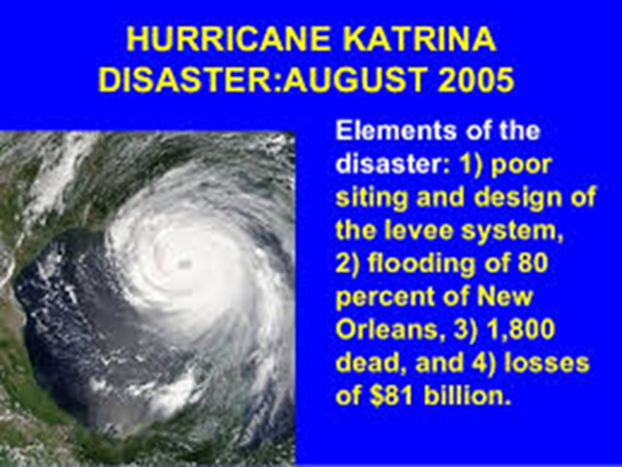 HURRICANE KATRINA
DISASTER:AUGUST 2005
Elements of the
disaster: 1) poor
siting and design of
the levee system,
2) flooding of 80
percent of New
Orleans, 3) 1,800
dead, and 4) losses
of $81 billion.